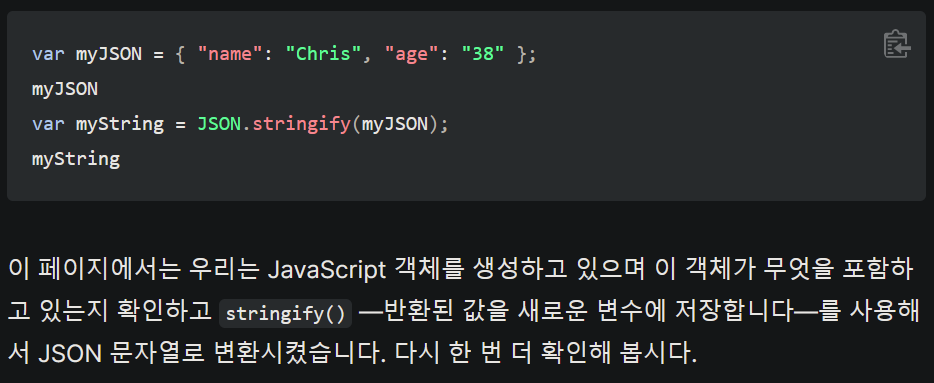 var myJSON = { "name": "Chris", "age": "38" };
myJSON
var myString = JSON.stringify(myJSON);
myString
이 페이지에서는 우리는 JavaScript 객체를 생성하고 있으며 이 객체가 무엇을 포함하
고 있는지 확인하고 stringify() —반환된 값을 새로운 변수에 저장합니다—를 사용해
서 JSON 문자열로 변환시켰습니다. 다시 한 번 더 확인해 봅시다.